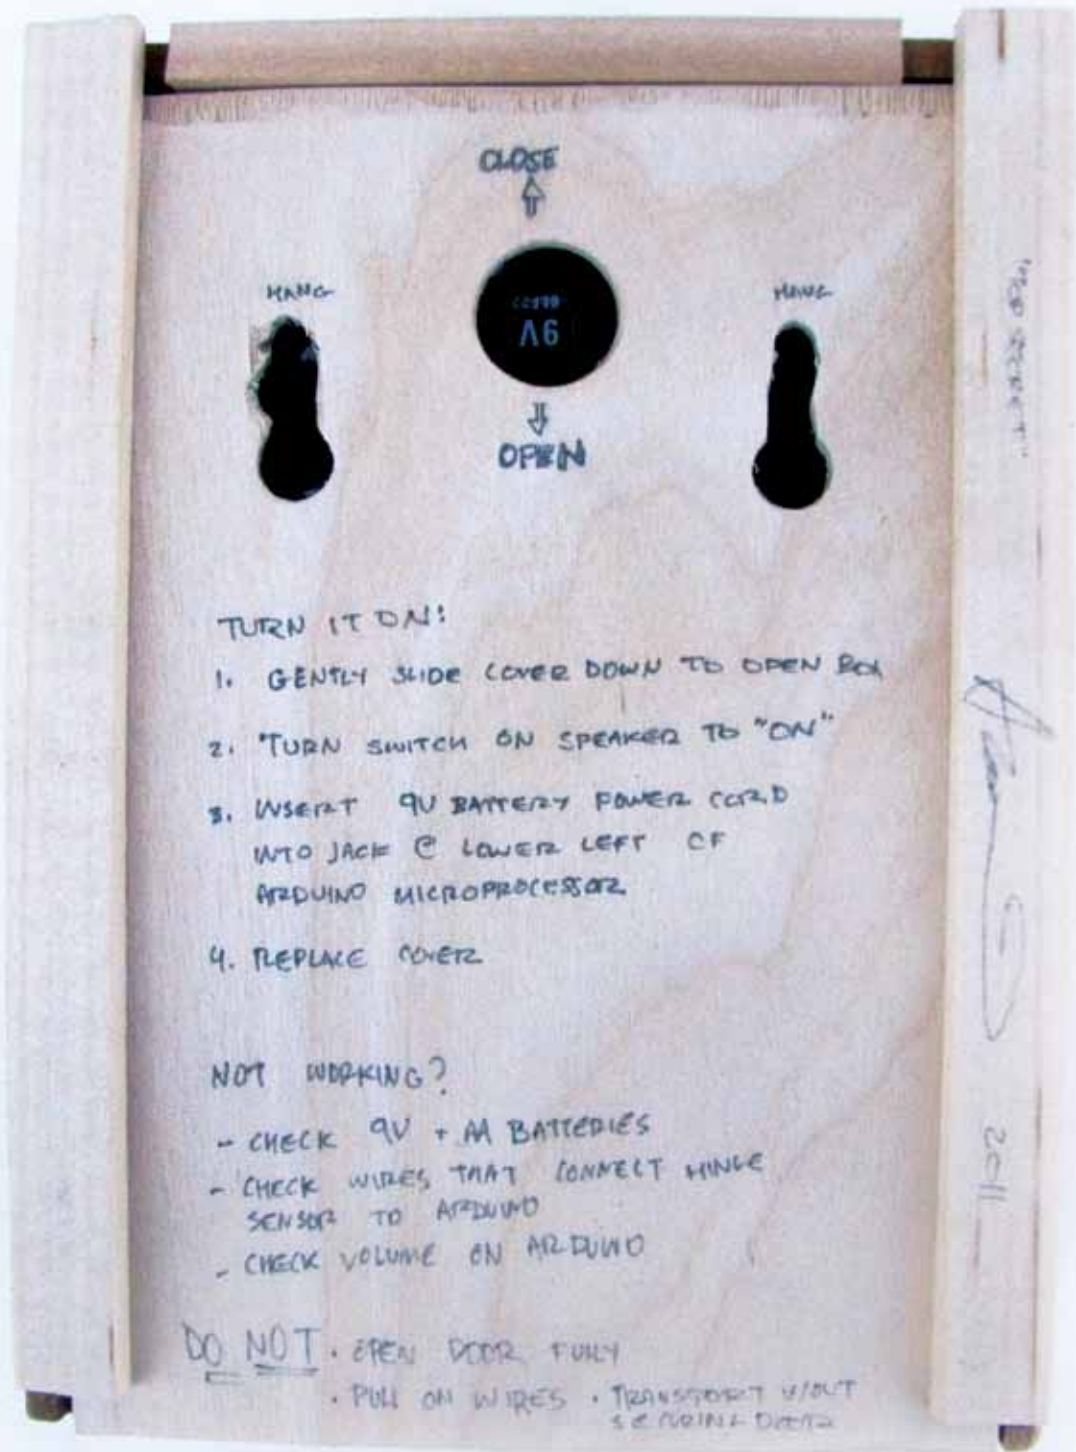 CLOSE
HANG
HANG
9V
OPEN
TURN IT ON:
1. GENTLY SLIDE COVER DOWN TO OPEN BOX
2. TURN SWITCH ON SPEAKER TO "ON"
3. INSERT 9V BATTERY POWER CORD
INTO JACK @ LOWER LEFT OF
ARDUINO MICROPROCESSOR
4. REPLACE COVER
NOT WORKING?
- CHECK 9V + AA BATTERIES
- CHECK WIRES THAT CONNECT HINGE
SENSOR TO ARDUINO
- CHECK VOLUME ON ARDUINO
DO NOT • OPEN DOOR FULLY
• PULL ON WIRES • TRANSPORT W/OUT
SECURING DOOR
"TOP SECRET"
2011